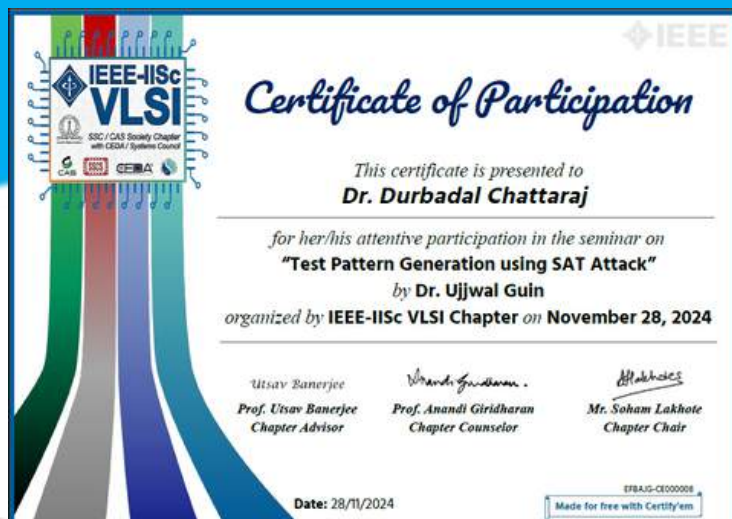 IEEE
IEEE-IISc
VLSI
SSC / CAS Society Chapter
with CEDA / Systems Council
CAS
SSCS
CEDA
Certificate of Participation
This certificate is presented to
Dr. Durbadal Chattaraj
for her/his attentive participation in the seminar on
“Test Pattern Generation using SAT Attack”
by Dr. Ujjwal Guin
organized by IEEE-IISc VLSI Chapter on November 28, 2024
Utsav Banerjee
Prof. Utsav Banerjee
Chapter Advisor
Prof. Anandi Giridharan
Chapter Counselor
Mr. Soham Lakhote
Chapter Chair
Date: 28/11/2024
EFBAJG-CE000008
Made for free with Certify'em